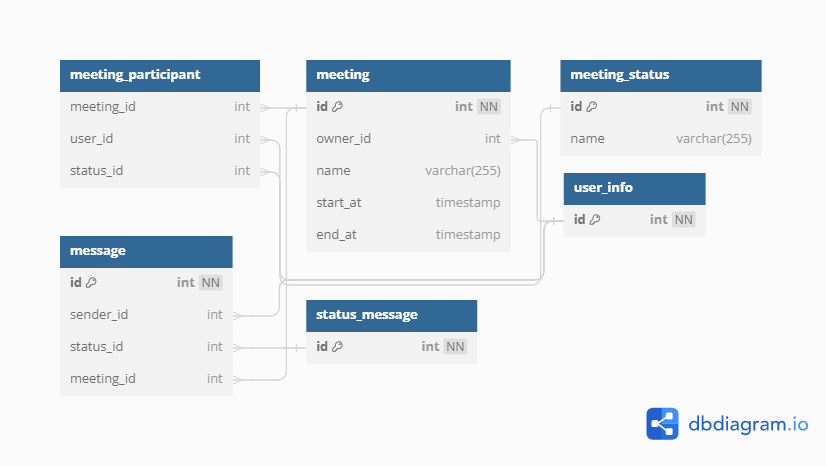 meeting_participant
meeting_id int
user_id int
status_id int
meeting
id int NN
owner_id int
name varchar(255)
start_at timestamp
end_at timestamp
meeting_status
id int NN
name varchar(255)
user_info
id int NN
message
id int NN
sender_id int
status_id int
meeting_id int
status_message
id int NN
dbdiagram.io